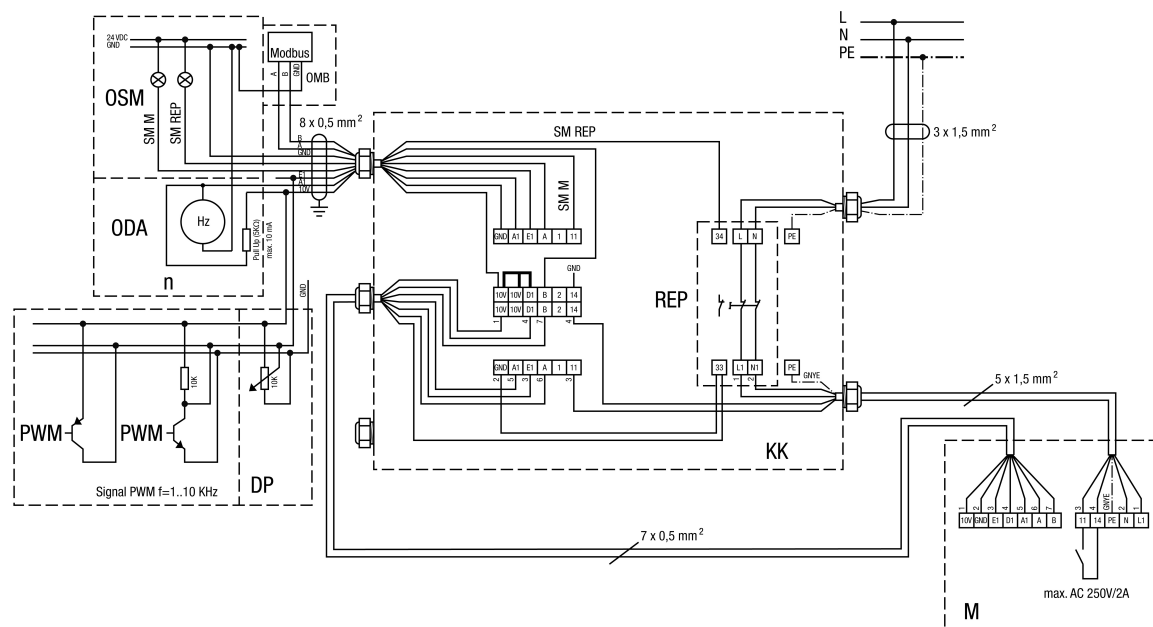 24 VDC
GND
Modbus
A
B
GND
OMB
OSM
SM M
SM REP
8 x 0,5 mm²
B
A
GND
E1
A1
10V
ODA
Hz
Pull Up (5KΩ)
max. 10 mA
n
GND
10K
10K
PWM
PWM
DP
Signal PWM f=1..10 KHz
L
N
PE
3 x 1,5 mm²
SM REP
SM M
GND A1 E1 A 1 11
GND
10V 10V D1 B 2 14
10V 10V D1 B 2 14
1 4 7 4
GND A1 E1 A 1 11
2 5 3 6 3
34 L N PE
REP
33 L1 N1 PE
1 2
GNYE
KK
5 x 1,5 mm²
7 x 0,5 mm²
1 2 3 4 5 6 7
10V GND E1 D1 A1 A B
3 4 GNYE 2 1
11 14 PE N L1
max. AC 250V/2A
M